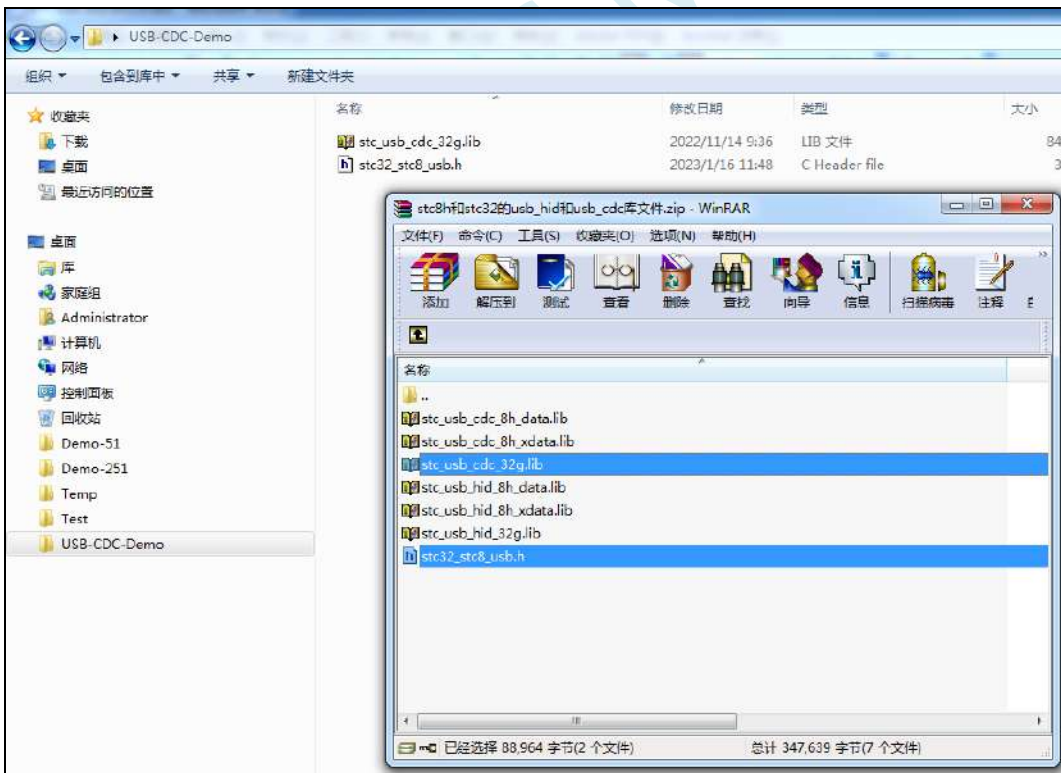 USB-CDC-Demo
组织 包含到库中 共享 新建文件夹
名称 修改日期 类型 大小
收藏夹
下载
桌面
最近访问的位置
桌面
库
家庭组
Administrator
计算机
网络
控制面板
回收站
Demo-51
Demo-251
Temp
Test
USB-CDC-Demo
stc_usb_cdc_32g.lib 2022/11/14 9:36 LIB 文件 84
stc32_stc8_usb.h 2023/1/16 11:48 C Header file 3
stc8h和stc32的usb_hid和usb_cdc库文件.zip - WinRAR
文件(F) 命令(C) 工具(S) 收藏夹(O) 选项(N) 帮助(H)
添加 解压到 测试 查看 删除 查找 向导 信息 扫描病毒 注释
名称
..
stc_usb_cdc_8h_data.lib
stc_usb_cdc_8h_xdata.lib
stc_usb_cdc_32g.lib
stc_usb_hid_8h_data.lib
stc_usb_hid_8h_xdata.lib
stc_usb_hid_32g.lib
stc32_stc8_usb.h
已经选择 88,964 字节(2 个文件) 总计 347,639 字节(7 个文件)